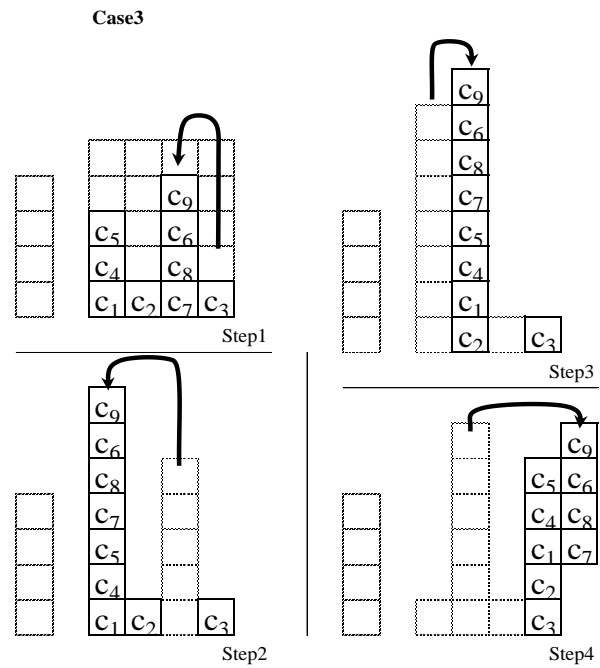 Case3
c9
c5 c6
c4 c8
c1 c2 c7 c3
Step1
c9
c6
c8
c7
c5
c4
c1
c2 c3
Step3
c9
c6
c8
c7
c5
c4
c1 c2 c3
Step2
c9
c5 c6
c4 c8
c1 c7
c2
c3
Step4